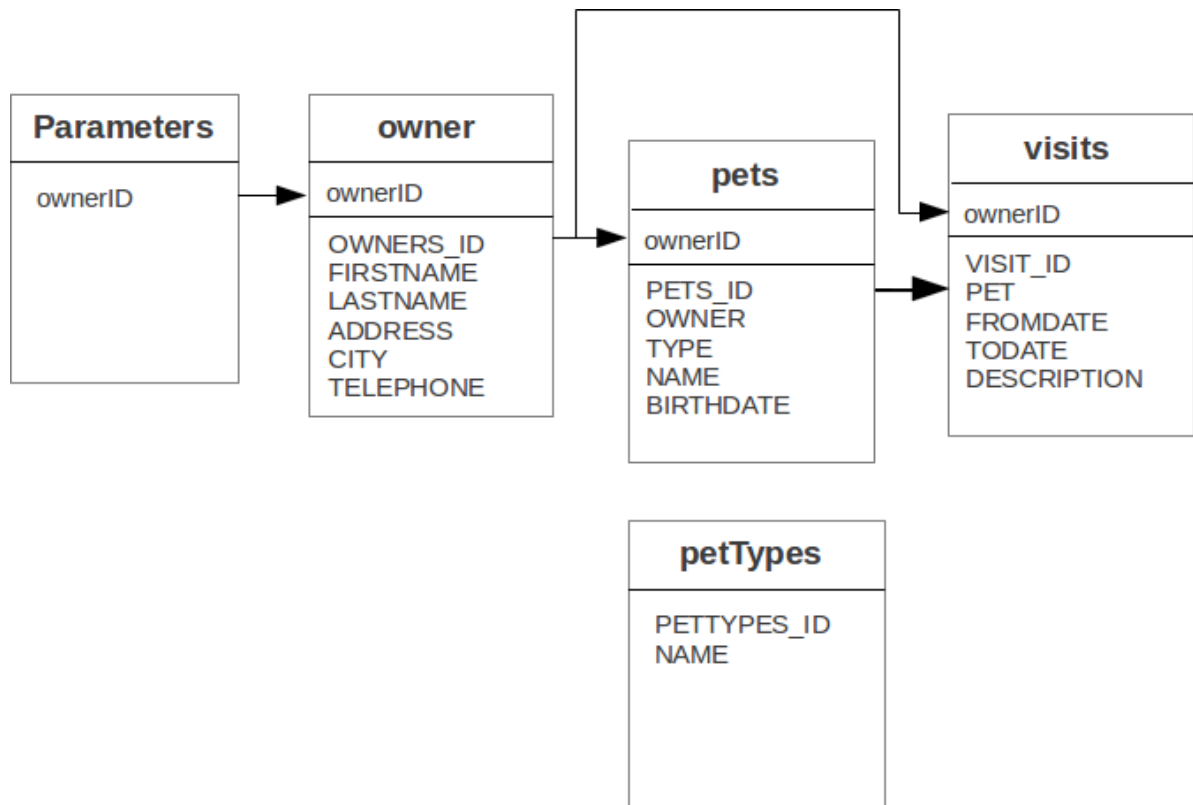 Parameters
ownerID
owner
ownerID
OWNERS_ID
FIRSTNAME
LASTNAME
ADDRESS
CITY
TELEPHONE
pets
ownerID
PETS_ID
OWNER
TYPE
NAME
BIRTHDATE
visits
ownerID
VISIT_ID
PET
FROMDATE
TODATE
DESCRIPTION
petTypes
PETTYPES_ID
NAME